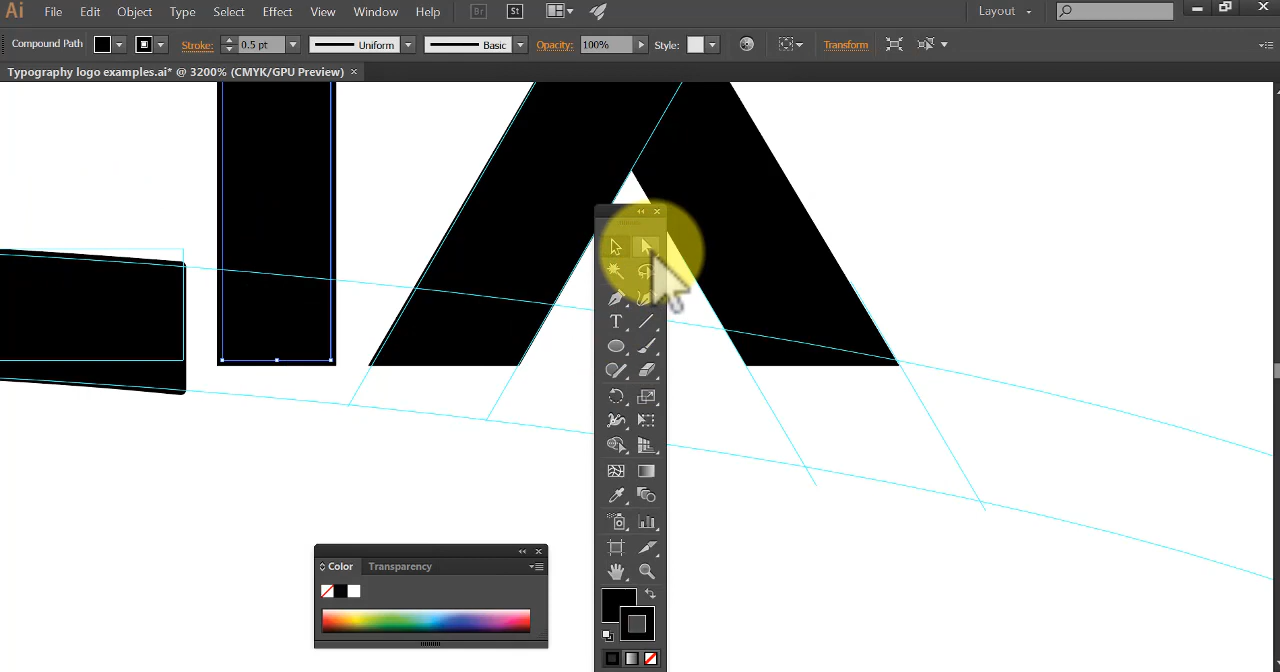 Ai File Edit Object Type Select Effect View Window Help Br St Layout
Compound Path Stroke: 0.5 pt Uniform Basic Opacity: 100% Style: Transform
Typography logo examples.ai* @ 3200% (CMYK/GPU Preview) ×
T
Color Transparency